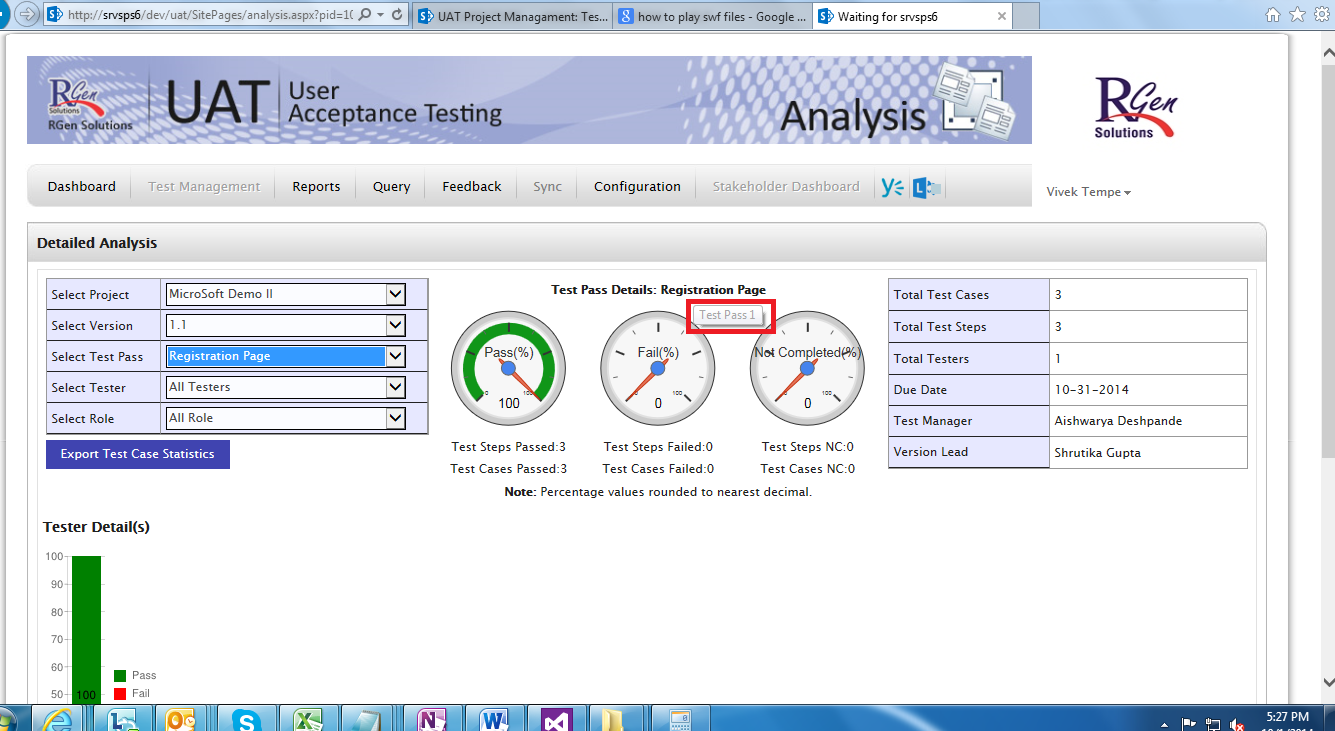 http://srvsps6/dev/uat/SitePages/analysis.aspx?pid=10
UAT Project Managament: Tes...
how to play swf files - Google ...
Waiting for srvsps6
RGen
Solutions
RGen Solutions
UAT
User
Acceptance Testing
Analysis
RGen
Solutions
Dashboard
Test Management
Reports
Query
Feedback
Sync
Configuration
Stakeholder Dashboard
Vivek Tempe
Detailed Analysis
Select Project
MicroSoft Demo II
Select Version
1.1
Select Test Pass
Registration Page
Select Tester
All Testers
Select Role
All Role
Export Test Case Statistics
Test Pass Details: Registration Page
Test Pass 1
Pass(%)
0
100
100
Fail(%)
0
100
0
Not Completed(%)
0
100
0
Test Steps Passed:3
Test Steps Failed:0
Test Steps NC:0
Test Cases Passed:3
Test Cases Failed:0
Test Cases NC:0
Note: Percentage values rounded to nearest decimal.
Total Test Cases
3
Total Test Steps
3
Total Testers
1
Due Date
10-31-2014
Test Manager
Aishwarya Deshpande
Version Lead
Shrutika Gupta
Tester Detail(s)
100
90
80
70
60
50
100
Pass
Fail
5:27 PM